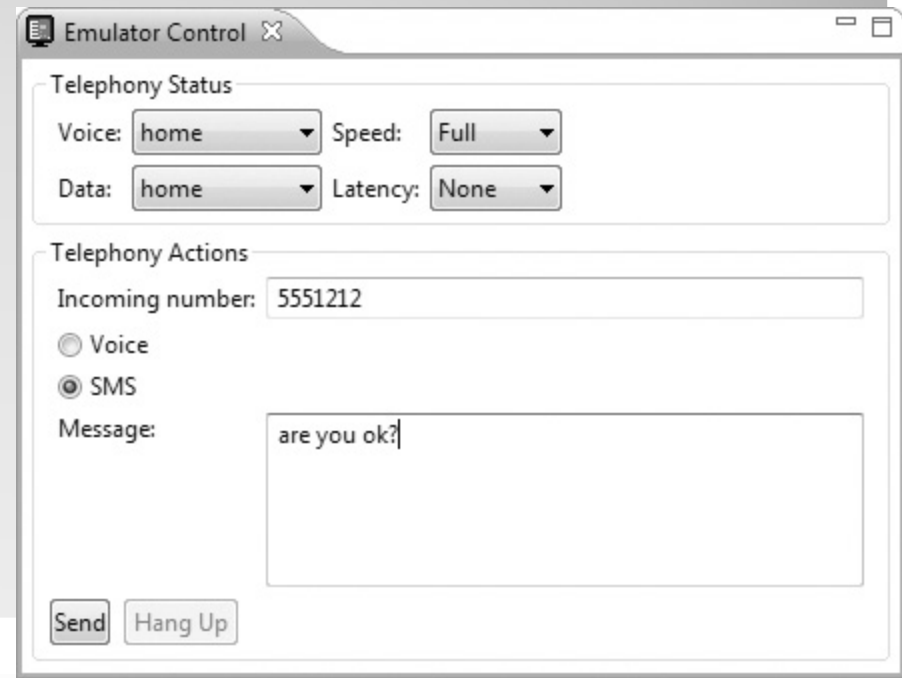 Emulator Control
Telephony Status
Voice: home Speed: Full
Data: home Latency: None
Telephony Actions
Incoming number: 5551212
Voice
SMS
Message: are you ok?
Send Hang Up